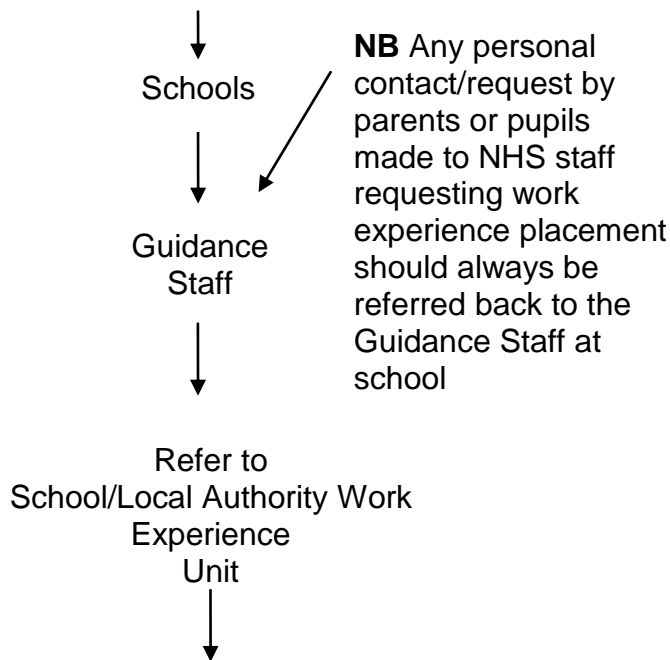 Schools
Guidance
Staff
Refer to
School/Local Authority Work
Experience
Unit
NB Any personal
contact/request by
parents or pupils
made to NHS staff
requesting work
experience placement
should always be
referred back to the
Guidance Staff at
school